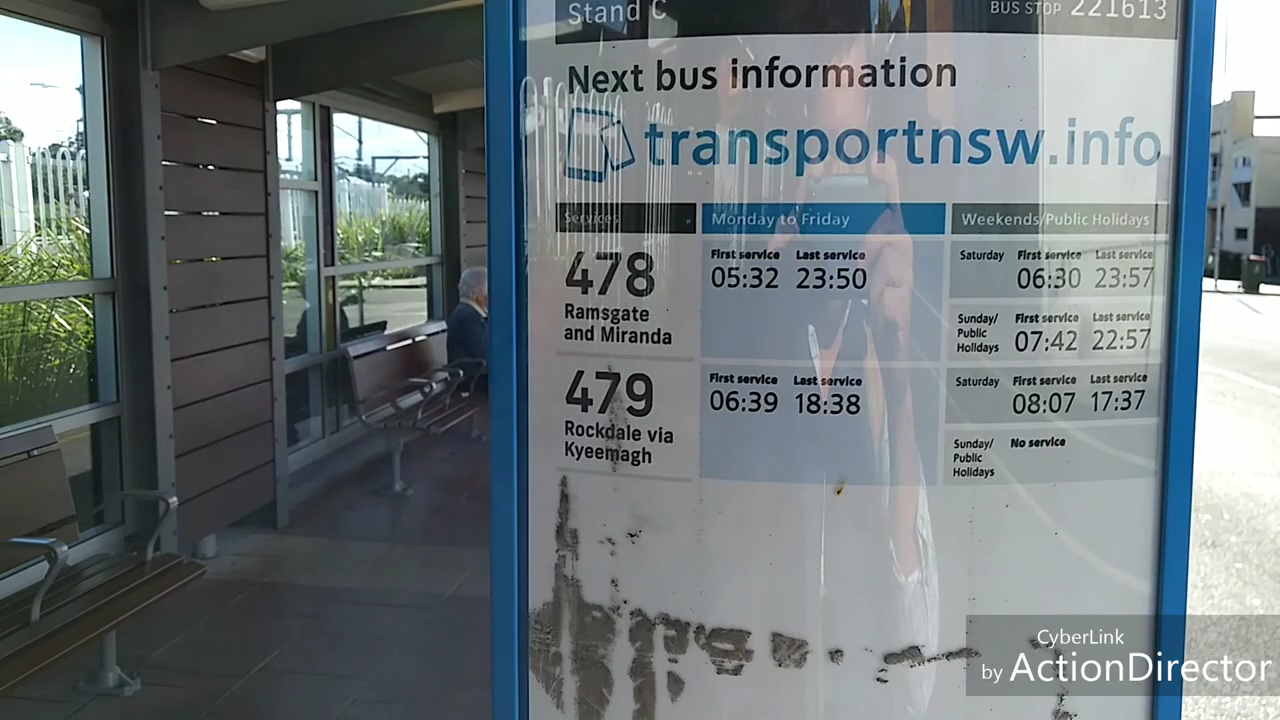 Stand C
BUS STOP 221613
Next bus information
transportnsw.info
Services Monday to Friday Weekends/Public Holidays
478
Ramsgate
and Miranda
First service Last service
05:32 23:50
Saturday First service Last service
06:30 23:57
Sunday/
Public
Holidays
First service Last service
07:42 22:57
479
Rockdale via
Kyeemagh
First service Last service
06:39 18:38
Saturday First service Last service
08:07 17:37
Sunday/
Public
Holidays
No service
CyberLink
by ActionDirector